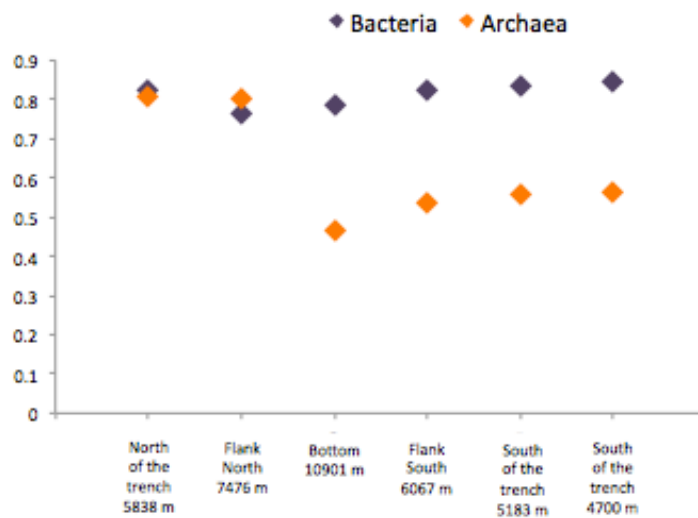 Bacteria Archaea
0.9
0.8
0.7
0.6
0.5
0.4
0.3
0.2
0.1
0
North
of the
trench
5838 m
Flank
North
7476 m
Bottom
10901 m
Flank
South
6067 m
South
of the
trench
5183 m
South
of the
trench
4700 m